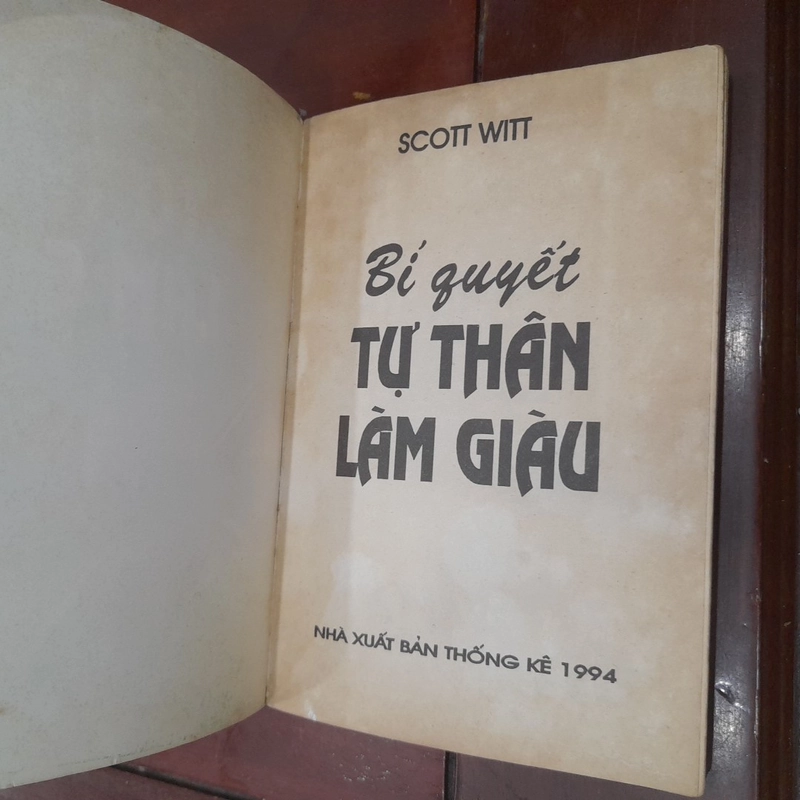 SCOTT WITT
Bí quyết
TỰ THÂN
LÀM GIÀU
NHÀ XUẤT BẢN THỐNG KÊ 1994